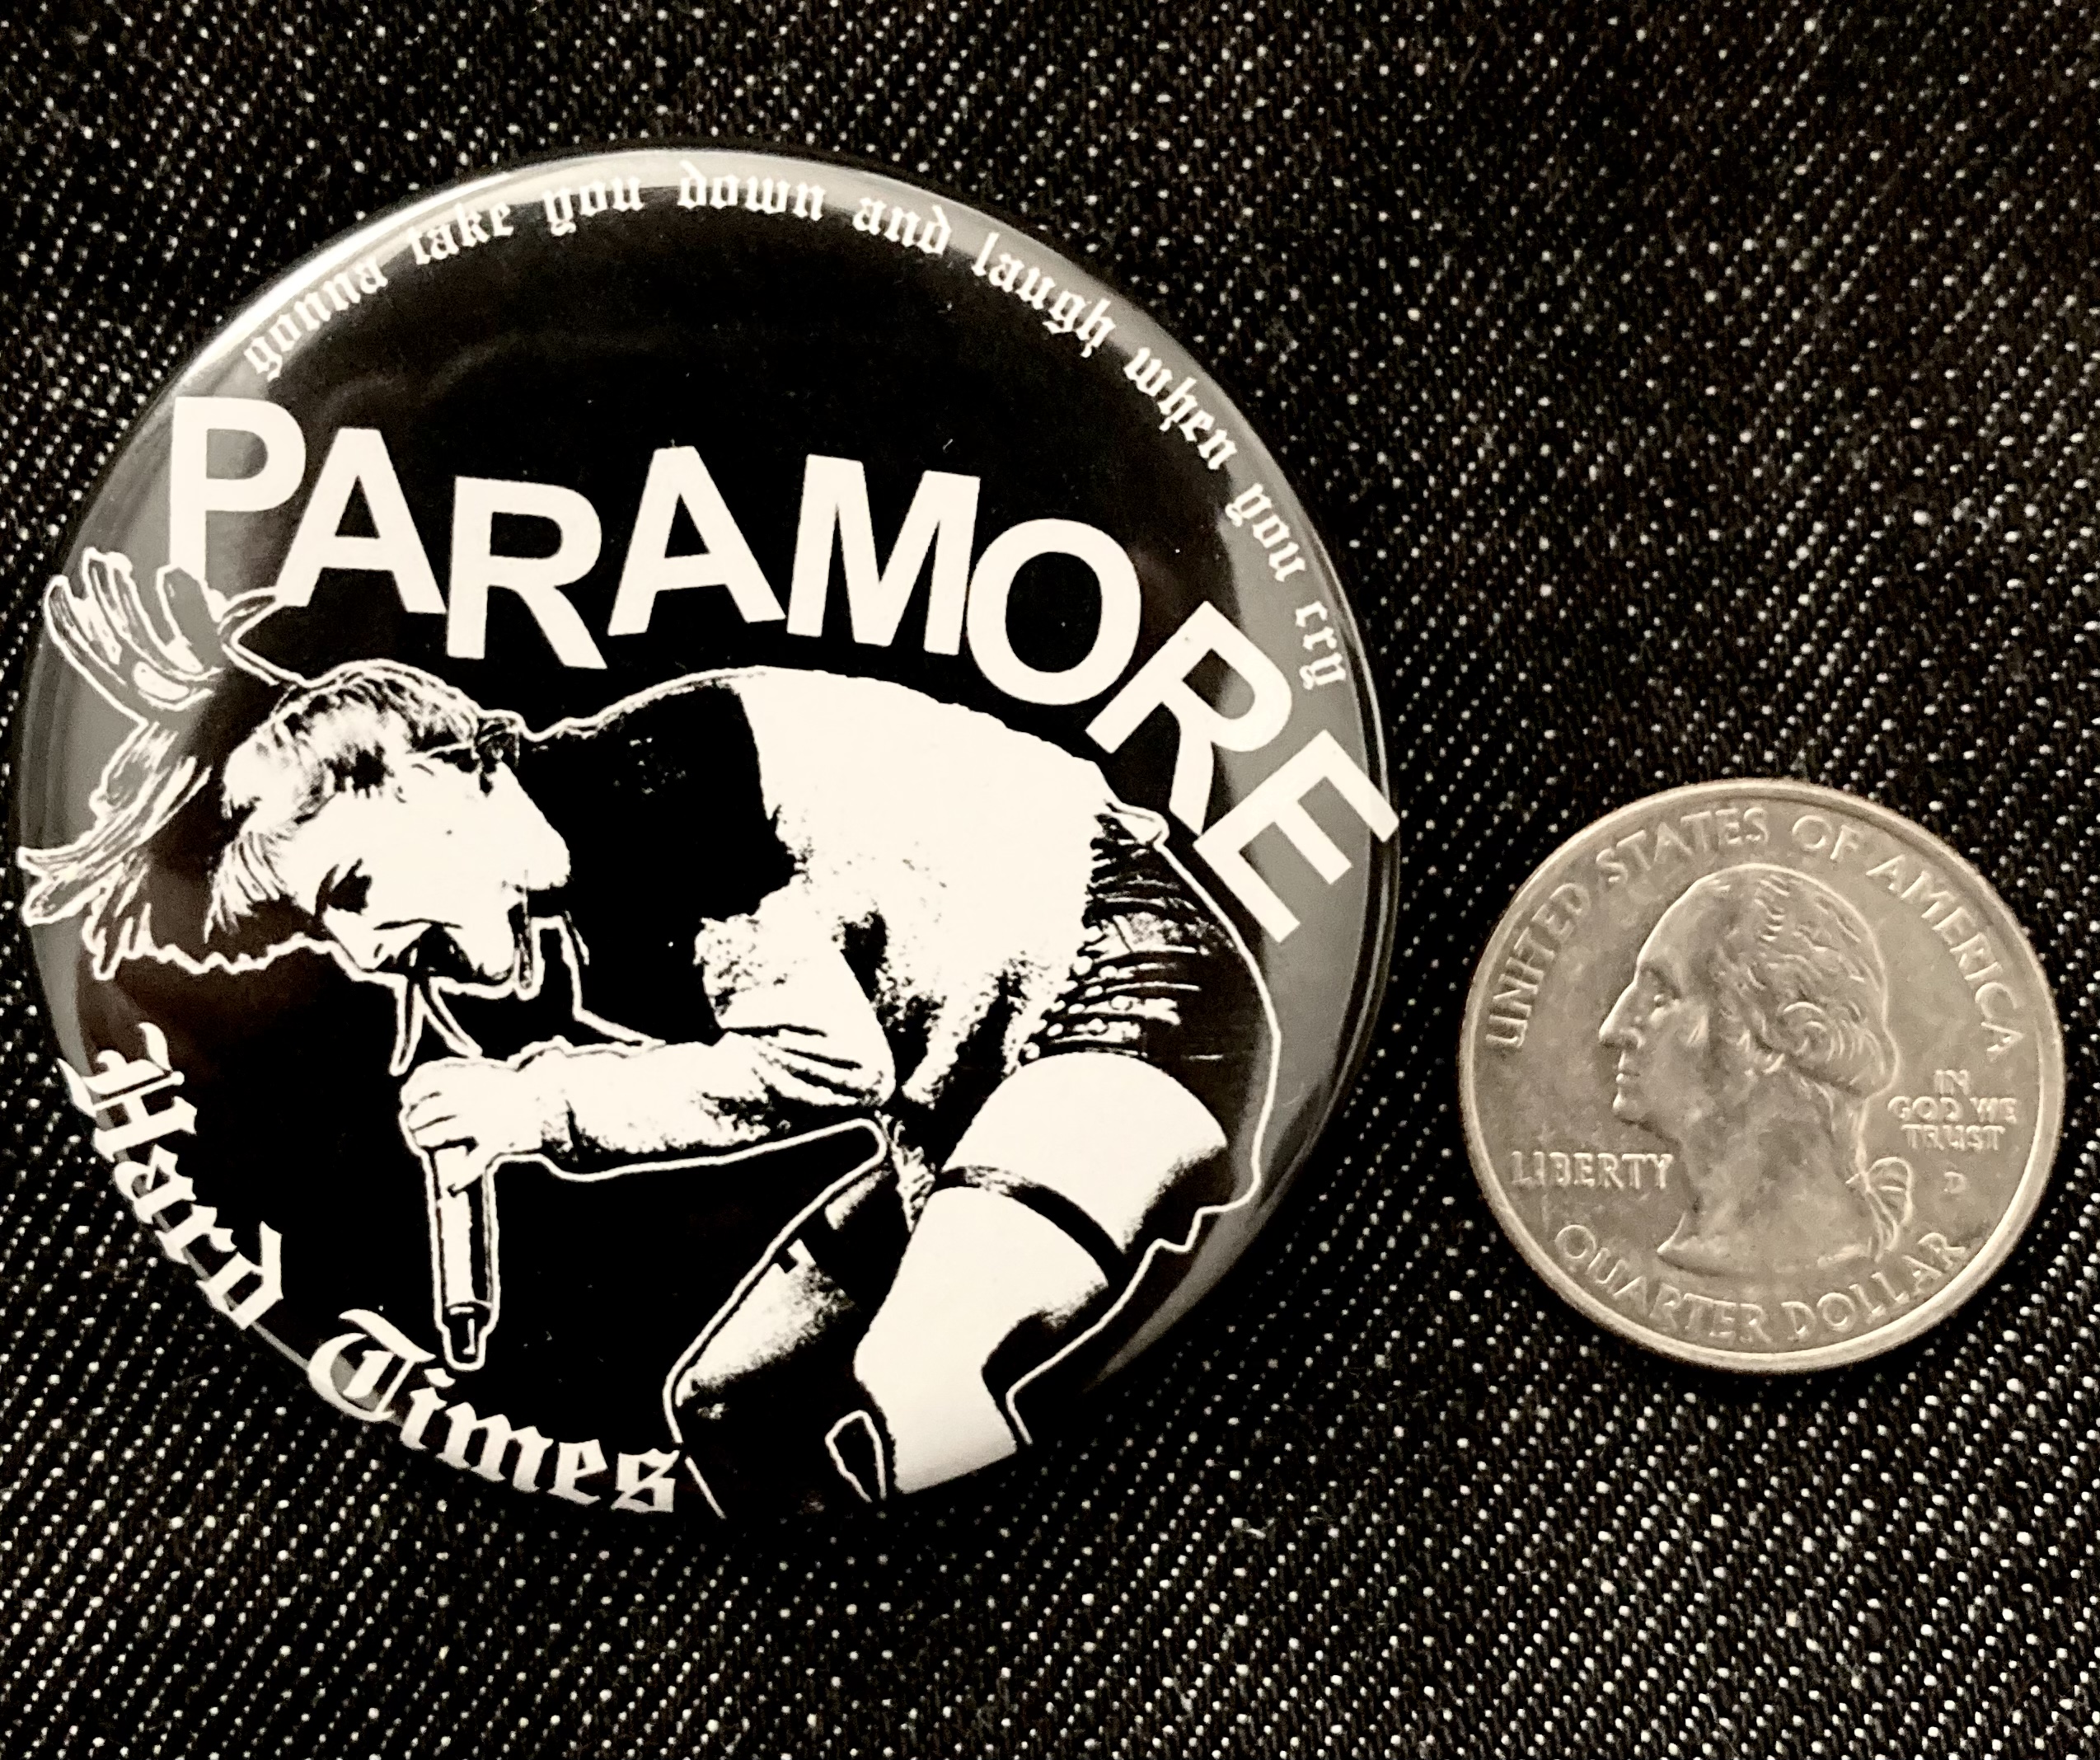 gonna take you down and laugh when you cry
PARAMORE
Hard Times
UNITED STATES OF AMERICA
IN
GOD WE
TRUST
D
LIBERTY
QUARTER DOLLAR